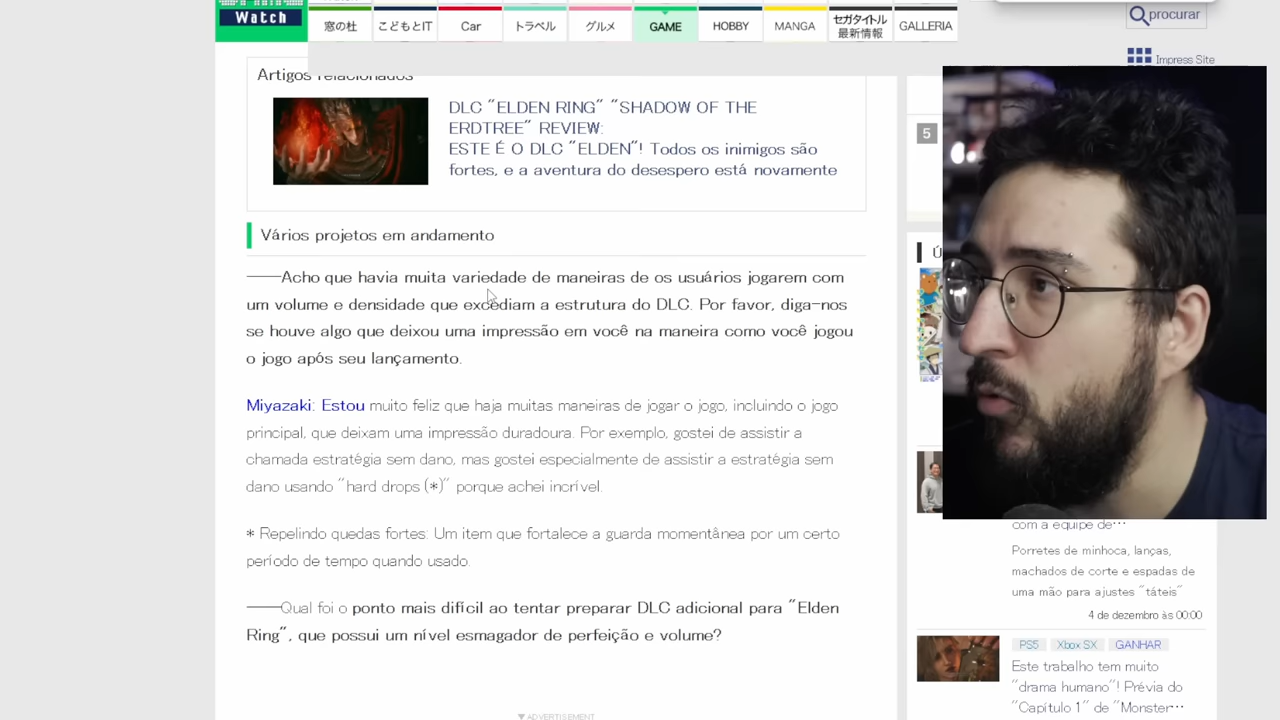 Watch
窓の杜
こどもとIT
Car
トラベル
グルメ
GAME
HOBBY
MANGA
セガタイトル
最新情報
GALLERIA
procurar
Impress Site
Artigos relacionados
DLC "ELDEN RING" "SHADOW OF THE
ERDTREE" REVIEW:
ESTE É O DLC "ELDEN"! Todos os inimigos são
fortes, e a aventura do desespero está novamente
5
Vários projetos em andamento
──Acho que havia muita variedade de maneiras de os usuários jogarem com
um volume e densidade que excediam a estrutura do DLC. Por favor, diga-nos
se houve algo que deixou uma impressão em você na maneira como você jogou
o jogo após seu lançamento.
Miyazaki: Estou muito feliz que haja muitas maneiras de jogar o jogo, incluindo o jogo
principal, que deixam uma impressão duradoura. Por exemplo, gostei de assistir a
chamada estratégia sem dano, mas gostei especialmente de assistir a estratégia sem
dano usando "hard drops (*)" porque achei incrível.
* Repelindo quedas fortes: Um item que fortalece a guarda momentânea por um certo
período de tempo quando usado.
──Qual foi o ponto mais difícil ao tentar preparar DLC adicional para "Elden
Ring", que possui um nível esmagador de perfeição e volume?
▼ADVERTISEMENT
Ú
com a equipe de…
Porretes de minhoca, lanças,
machados de corte e espadas de
uma mão para ajustes "táteis"
4 de dezembro às 00:00
PS5
Xbox SX
GANHAR
Este trabalho tem muito
"drama humano"! Prévia do
"Capítulo 1" de "Monster…